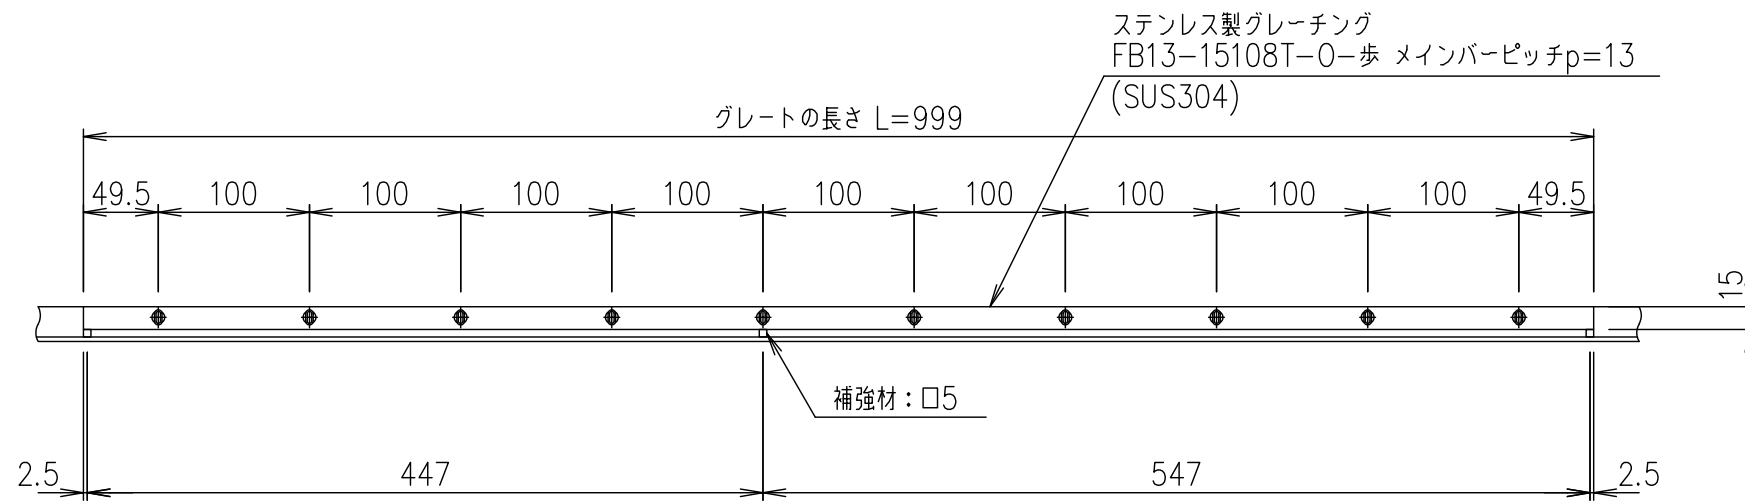 ステンレス製グレーチング
FB13-15108T-O-歩 メインバーピッチp=13
(SUS304)
グレートの長さ L=999
49.5 100 100 100 100 100 100 100 100 100 49.5
15
補強材：□5
2.5 447 547 2.5